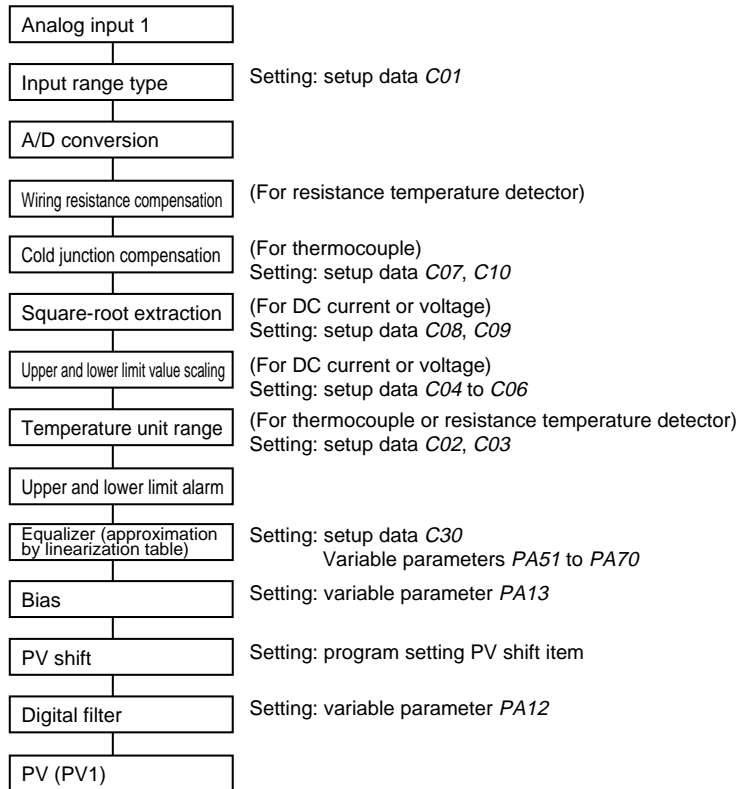 Analog input 1
Input range type
Setting: setup data C01
A/D conversion
Wiring resistance compensation
(For resistance temperature detector)
Cold junction compensation
(For thermocouple)
Setting: setup data C07, C10
Square-root extraction
(For DC current or voltage)
Setting: setup data C08, C09
Upper and lower limit value scaling
(For DC current or voltage)
Setting: setup data C04 to C06
Temperature unit range
(For thermocouple or resistance temperature detector)
Setting: setup data C02, C03
Upper and lower limit alarm
Equalizer (approximation
by linearization table)
Setting: setup data C30
Variable parameters PA51 to PA70
Bias
Setting: variable parameter PA13
PV shift
Setting: program setting PV shift item
Digital filter
Setting: variable parameter PA12
PV (PV1)